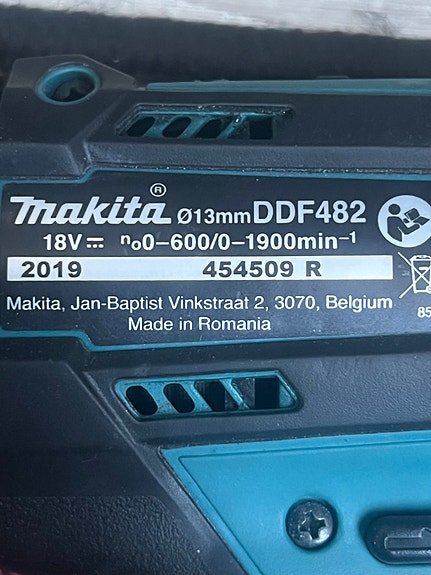 makita® Ø13mm DDF482
18V⎓ n₀0-600/0-1900min⁻¹
2019 454509 R
Makita, Jan-Baptist Vinkstraat 2, 3070, Belgium
Made in Romania